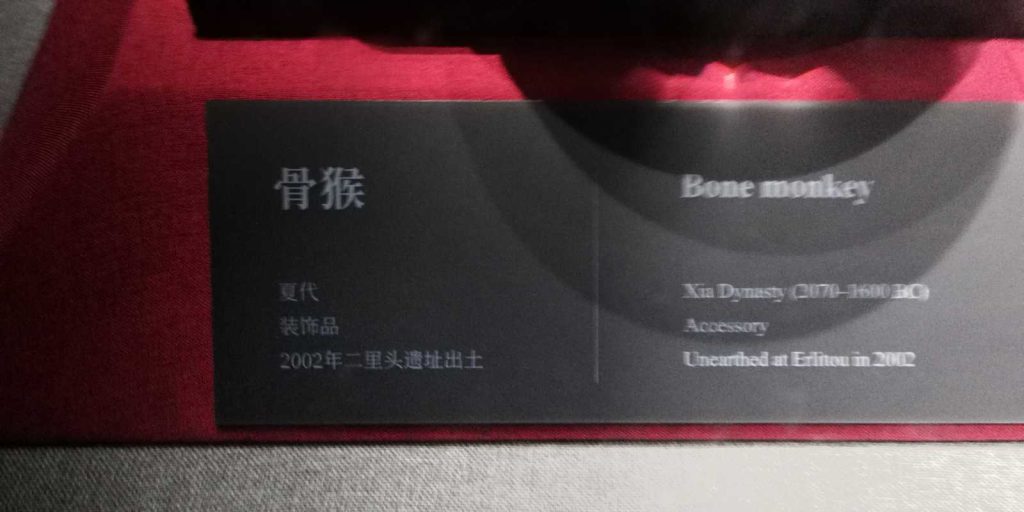 骨猴
夏代
装饰品
2002年二里头遗址出土
Bone monkey
Xia Dynasty (2070–1600 BC)
Accessory
Unearthed at Erlitou in 2002